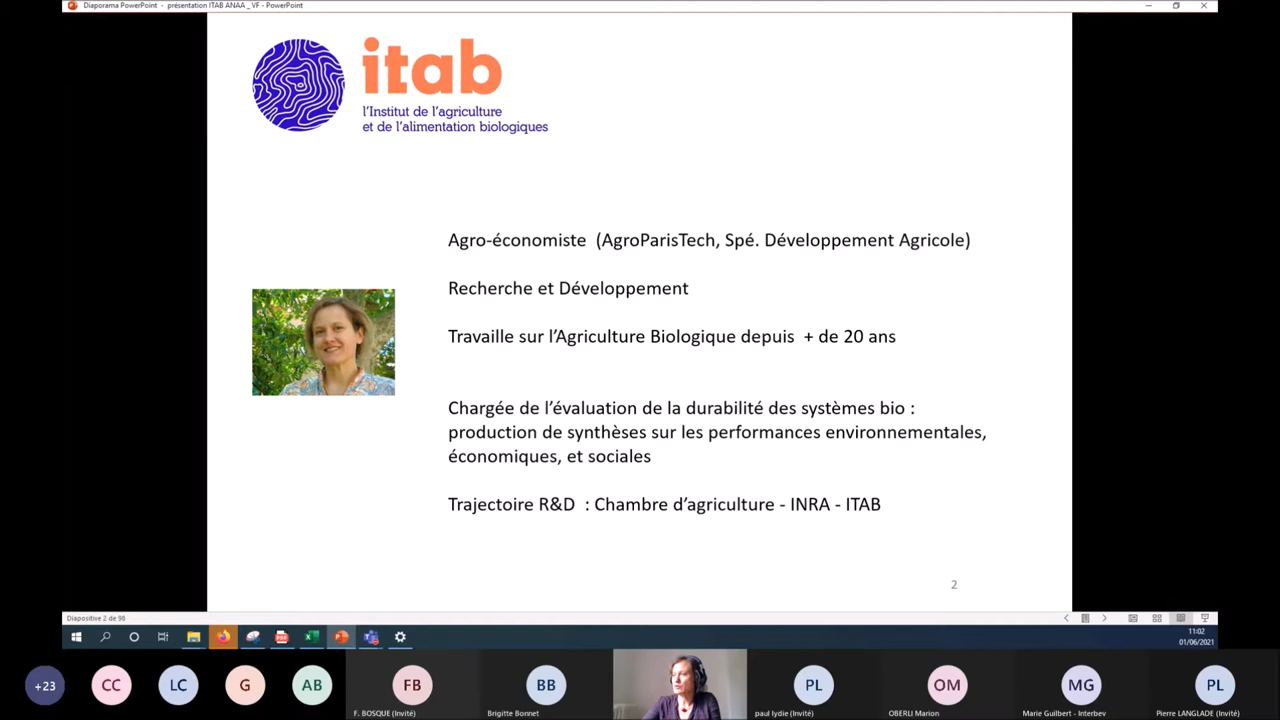 Diaporama PowerPoint - présentation ITAB ANAA _ VF - PowerPoint
itab
l'Institut de l'agriculture
et de l'alimentation biologiques
Agro-économiste (AgroParisTech, Spé. Développement Agricole)
Recherche et Développement
Travaille sur l'Agriculture Biologique depuis + de 20 ans
Chargée de l'évaluation de la durabilité des systèmes bio :
production de synthèses sur les performances environnementales,
économiques, et sociales
Trajectoire R&D : Chambre d'agriculture - INRA - ITAB
2
Diapositive 2 de 96
11:02
01/06/2021
+23
CC
LC
G
AB
FB
BB
PL
OM
MG
PL
F. BOSQUE (Invité)
Brigitte Bonnet
paul lydie (Invité)
OBERLI Marion
Marie Guilbert - Interbev
Pierre LANGLADE (Invité)